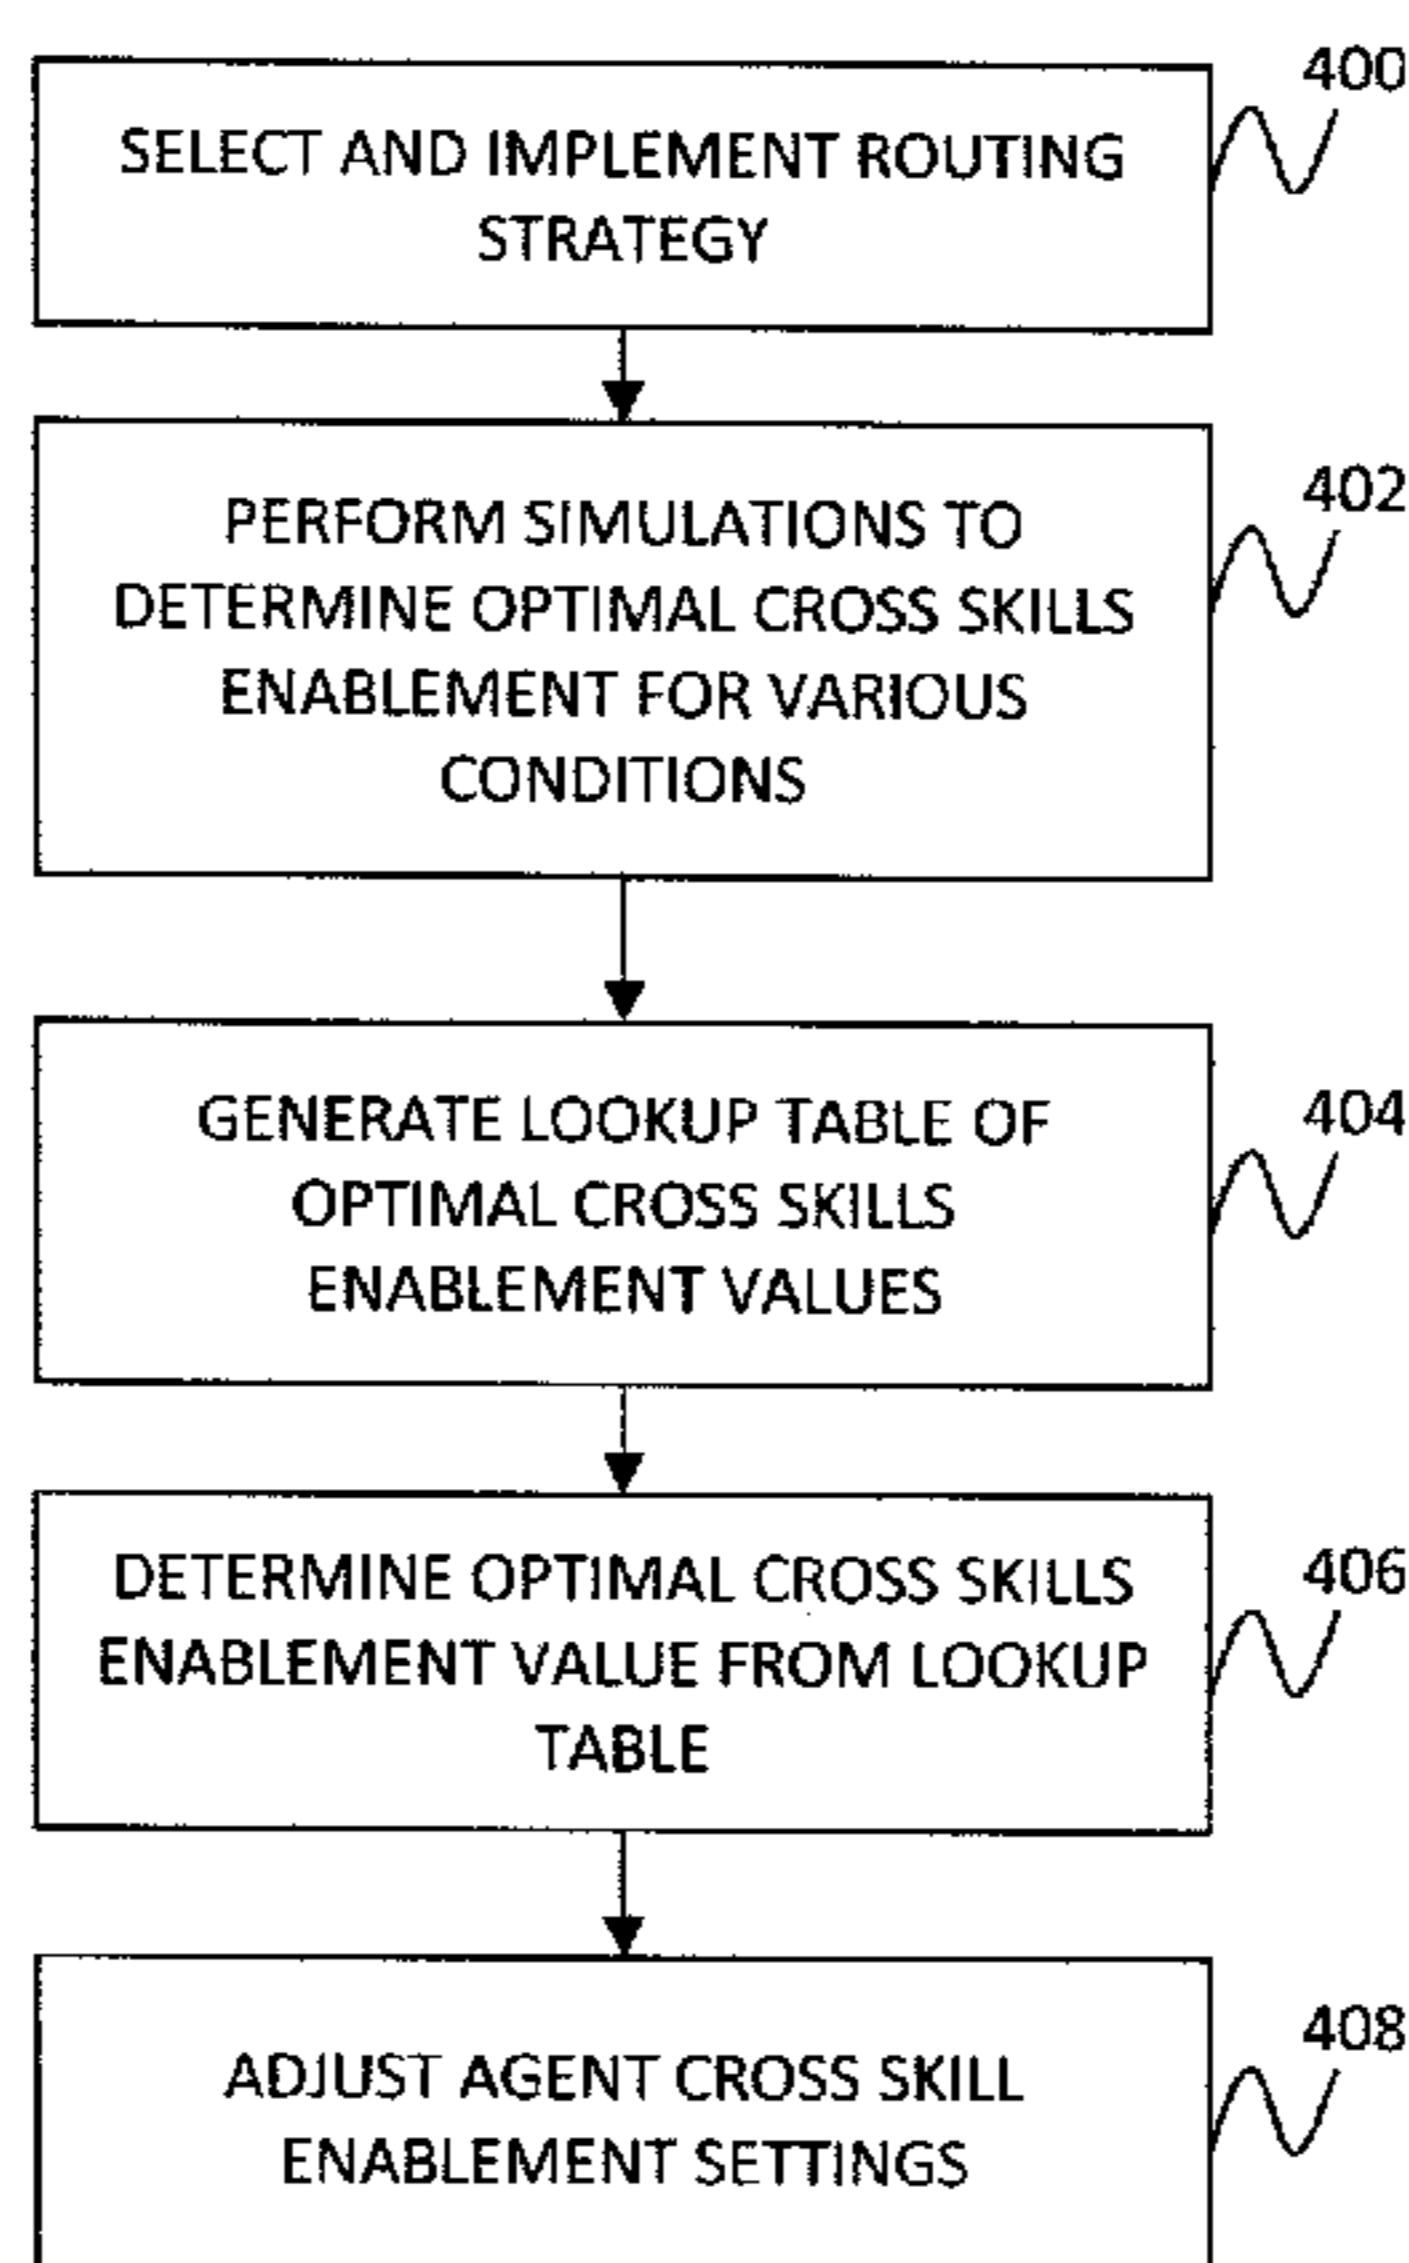 400
SELECT AND IMPLEMENT ROUTING
STRATEGY
402
PERFORM SIMULATIONS TO
DETERMINE OPTIMAL CROSS SKILLS
ENABLEMENT FOR VARIOUS
CONDITIONS
404
GENERATE LOOKUP TABLE OF
OPTIMAL CROSS SKILLS
ENABLEMENT VALUES
406
DETERMINE OPTIMAL CROSS SKILLS
ENABLEMENT VALUE FROM LOOKUP
TABLE
408
ADJUST AGENT CROSS SKILL
ENABLEMENT SETTINGS